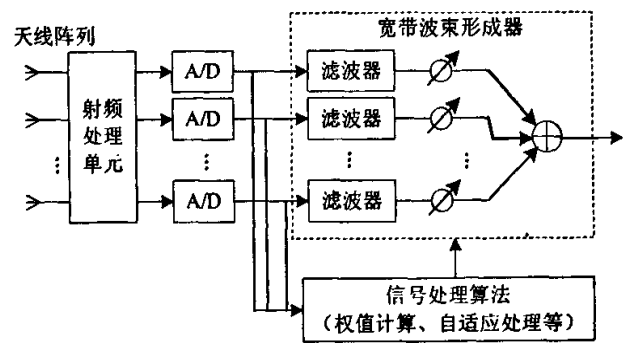 天线阵列
宽带波束形成器
射频
处理
单元
A/D
滤波器
A/D
滤波器
A/D
滤波器
信号处理算法
（权值计算、自适应处理等）